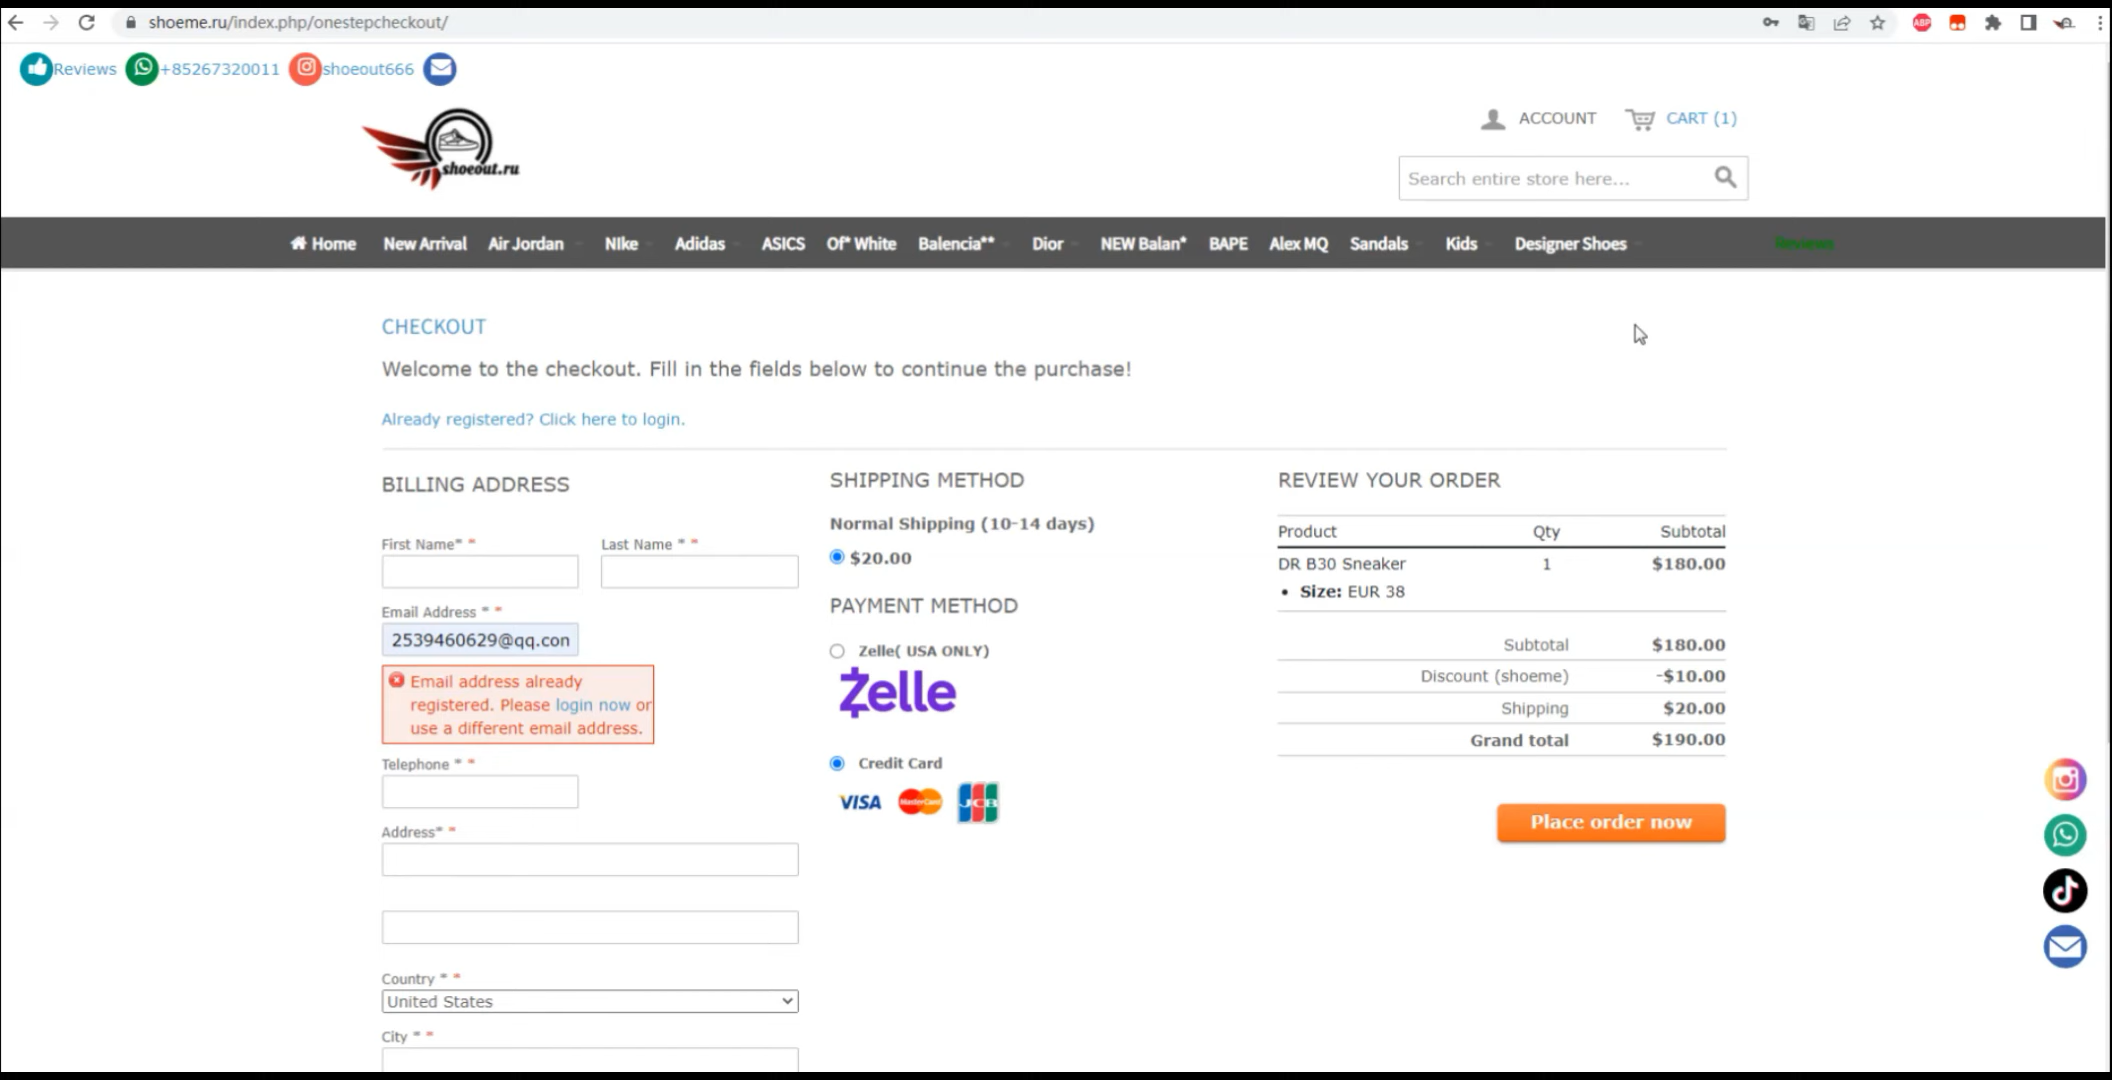 shoeme.ru/index.php/onestepcheckout/
ABP
Reviews +85267320011 shoeout666
shoeout.ru
ACCOUNT CART (1)
Search entire store here...
Home New Arrival Air Jordan NIke Adidas ASICS Of* White Balencia** Dior NEW Balan* BAPE Alex MQ Sandals Kids Designer Shoes Reviews
CHECKOUT
Welcome to the checkout. Fill in the fields below to continue the purchase!
Already registered? Click here to login.
BILLING ADDRESS
First Name* * Last Name * *
Email Address * *
2539460629@qq.con
Email address already
registered. Please login now or
use a different email address.
Telephone * *
Address* *
Country * *
United States
City * *
SHIPPING METHOD
Normal Shipping (10-14 days)
$20.00
PAYMENT METHOD
Zelle( USA ONLY)
Zelle
Credit Card
VISA MasterCard JCB
REVIEW YOUR ORDER
Product Qty Subtotal
DR B30 Sneaker 1 $180.00
• Size: EUR 38
Subtotal $180.00
Discount (shoeme) -$10.00
Shipping $20.00
Grand total $190.00
Place order now